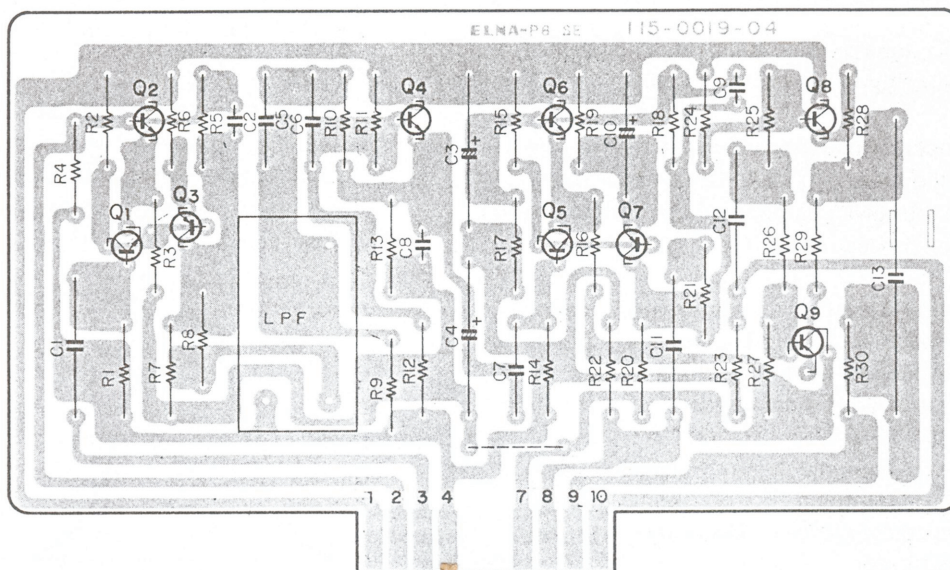 ELNA-PB SE 115-0019-04
Q2 Q4 Q6 Q8
R2 R6 R5 C2 C5 C6 R10 R11 R15 R19 C10 + R18 R24 C9 R25 R28
R4 C3 +
Q1 Q3 Q5 Q7
R3 R13 C8 + R17 R16 C12 R26 R29
R21 C13
LPF
Q9
C1 R1 R7 R8 R9 R12 C4 + C7 R14 R22 R20 C11 R23 R27 R30
1 2 3 4 7 8 9 10